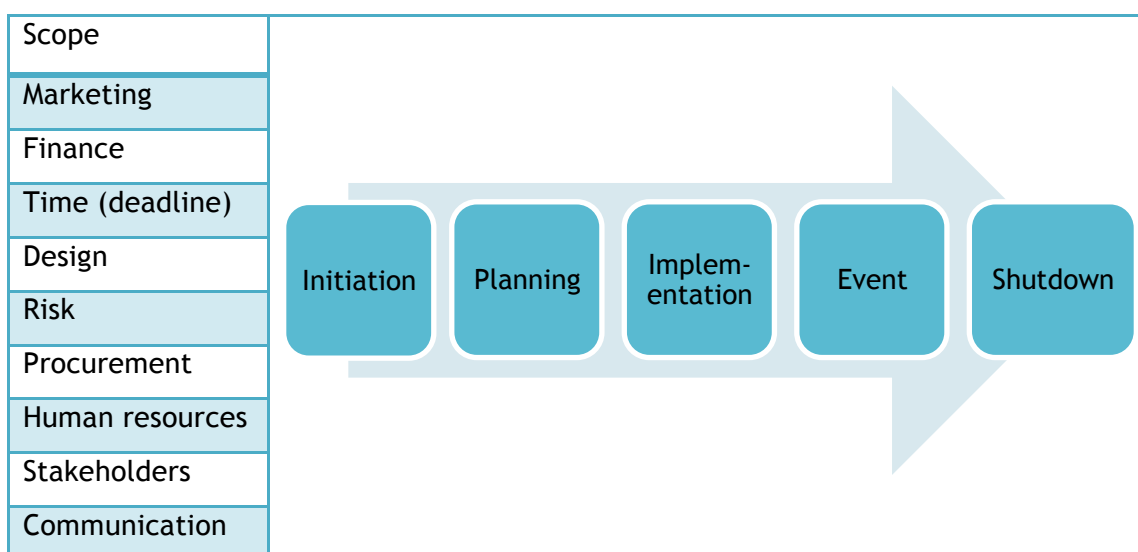 Scope
Marketing
Finance
Time (deadline)
Design
Risk
Procurement
Human resources
Stakeholders
Communication
Initiation
Planning
Implem-
entation
Event
Shutdown